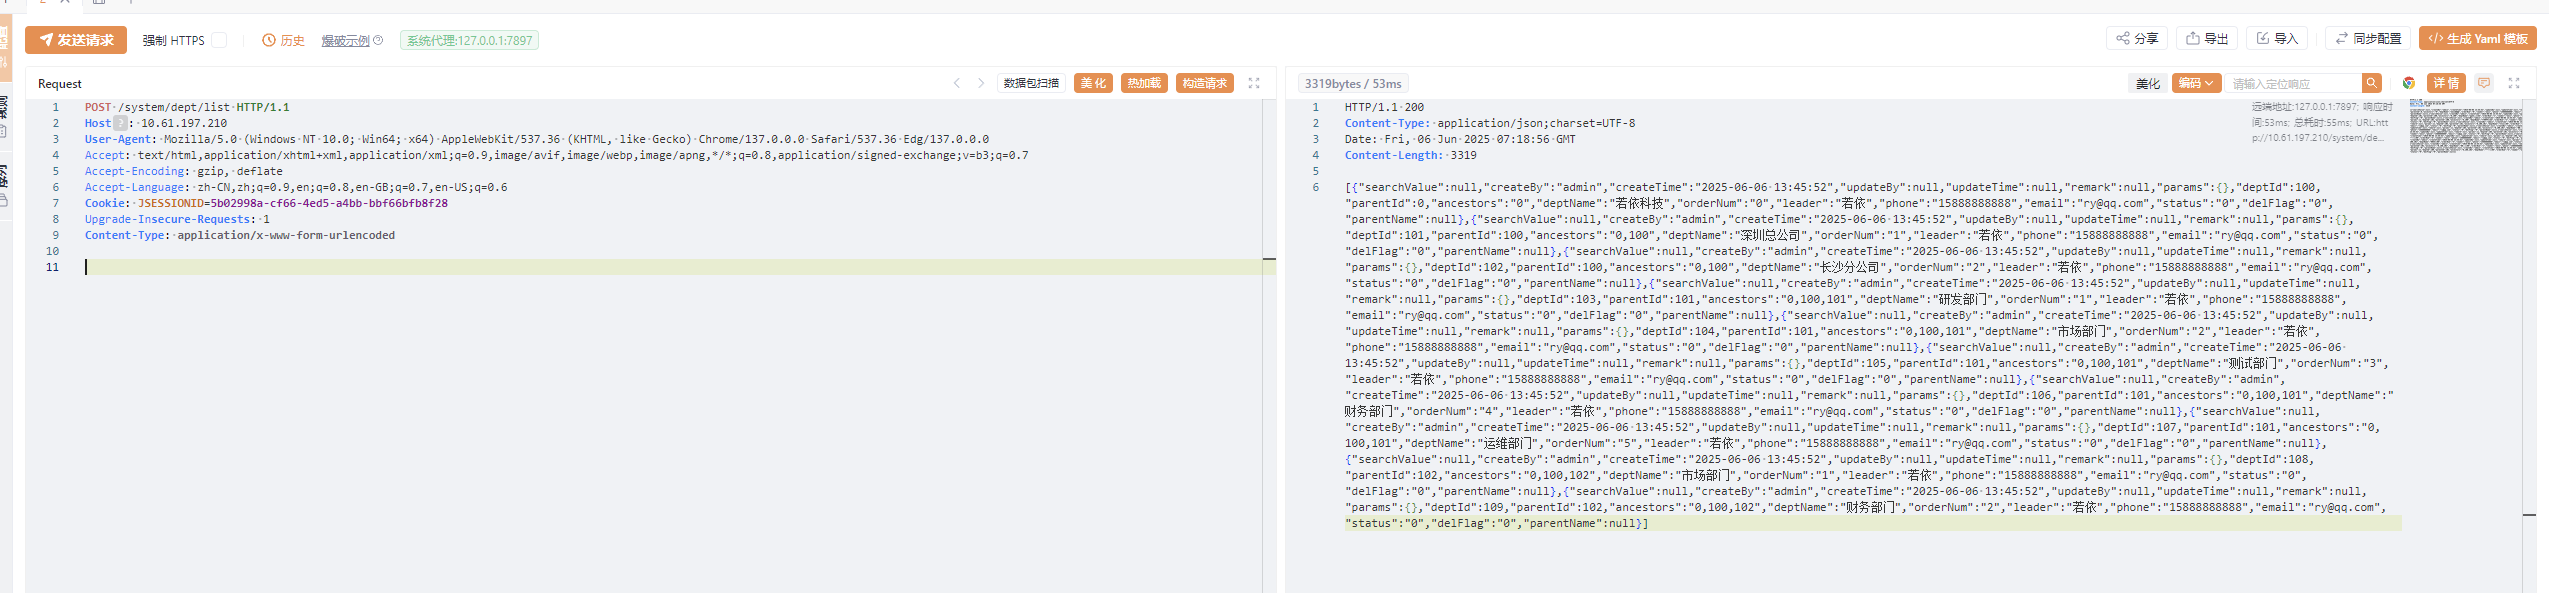 发送请求 强制 HTTPS 历史 爆破示例 系统代理:127.0.0.1:7897 分享 导出 导入 同步配置 </> 生成 Yaml 模板
Request 数据包扫描 美化 热加载 构造请求
1 POST /system/dept/list HTTP/1.1
2 Host ? : 10.61.197.210
3 User-Agent: Mozilla/5.0 (Windows NT 10.0; Win64; x64) AppleWebKit/537.36 (KHTML, like Gecko) Chrome/137.0.0.0 Safari/537.36 Edg/137.0.0.0
4 Accept: text/html,application/xhtml+xml,application/xml;q=0.9,image/avif,image/webp,image/apng,*/*;q=0.8,application/signed-exchange;v=b3;q=0.7
5 Accept-Encoding: gzip, deflate
6 Accept-Language: zh-CN,zh;q=0.9,en;q=0.8,en-GB;q=0.7,en-US;q=0.6
7 Cookie: JSESSIONID=5b02998a-cf66-4ed5-a4bb-bbf66bfb8f28
8 Upgrade-Insecure-Requests: 1
9 Content-Type: application/x-www-form-urlencoded
10
11
3319bytes / 53ms 美化 编码 请输入定位响应 详情
1 HTTP/1.1 200
2 Content-Type: application/json;charset=UTF-8
3 Date: Fri, 06 Jun 2025 07:18:56 GMT
4 Content-Length: 3319
5
6 [{"searchValue":null,"createBy":"admin","createTime":"2025-06-06 13:45:52","updateBy":null,"updateTime":null,"remark":null,"params":{},"deptId":100,
"parentId":0,"ancestors":"0","deptName":"若依科技","orderNum":"0","leader":"若依","phone":"15888888888","email":"ry@qq.com","status":"0","delFlag":"0",
"parentName":null},{"searchValue":null,"createBy":"admin","createTime":"2025-06-06 13:45:52","updateBy":null,"updateTime":null,"remark":null,"params":{},
"deptId":101,"parentId":100,"ancestors":"0,100","deptName":"深圳总公司","orderNum":"1","leader":"若依","phone":"15888888888","email":"ry@qq.com","status":"0",
"delFlag":"0","parentName":null},{"searchValue":null,"createBy":"admin","createTime":"2025-06-06 13:45:52","updateBy":null,"updateTime":null,"remark":null,
"params":{},"deptId":102,"parentId":100,"ancestors":"0,100","deptName":"长沙分公司","orderNum":"2","leader":"若依","phone":"15888888888","email":"ry@qq.com",
"status":"0","delFlag":"0","parentName":null},{"searchValue":null,"createBy":"admin","createTime":"2025-06-06 13:45:52","updateBy":null,"updateTime":null,
"remark":null,"params":{},"deptId":103,"parentId":101,"ancestors":"0,100,101","deptName":"研发部门","orderNum":"1","leader":"若依","phone":"15888888888",
"email":"ry@qq.com","status":"0","delFlag":"0","parentName":null},{"searchValue":null,"createBy":"admin","createTime":"2025-06-06 13:45:52","updateBy":null,
"updateTime":null,"remark":null,"params":{},"deptId":104,"parentId":101,"ancestors":"0,100,101","deptName":"市场部门","orderNum":"2","leader":"若依",
"phone":"15888888888","email":"ry@qq.com","status":"0","delFlag":"0","parentName":null},{"searchValue":null,"createBy":"admin","createTime":"2025-06-06
13:45:52","updateBy":null,"updateTime":null,"remark":null,"params":{},"deptId":105,"parentId":101,"ancestors":"0,100,101","deptName":"测试部门","orderNum":"3",
"leader":"若依","phone":"15888888888","email":"ry@qq.com","status":"0","delFlag":"0","parentName":null},{"searchValue":null,"createBy":"admin",
"createTime":"2025-06-06 13:45:52","updateBy":null,"updateTime":null,"remark":null,"params":{},"deptId":106,"parentId":101,"ancestors":"0,100,101","deptName":"
财务部门","orderNum":"4","leader":"若依","phone":"15888888888","email":"ry@qq.com","status":"0","delFlag":"0","parentName":null},{"searchValue":null,
"createBy":"admin","createTime":"2025-06-06 13:45:52","updateBy":null,"updateTime":null,"remark":null,"params":{},"deptId":107,"parentId":101,"ancestors":"0,
100,101","deptName":"运维部门","orderNum":"5","leader":"若依","phone":"15888888888","email":"ry@qq.com","status":"0","delFlag":"0","parentName":null},
{"searchValue":null,"createBy":"admin","createTime":"2025-06-06 13:45:52","updateBy":null,"updateTime":null,"remark":null,"params":{},"deptId":108,
"parentId":102,"ancestors":"0,100,102","deptName":"市场部门","orderNum":"1","leader":"若依","phone":"15888888888","email":"ry@qq.com","status":"0",
"delFlag":"0","parentName":null},{"searchValue":null,"createBy":"admin","createTime":"2025-06-06 13:45:52","updateBy":null,"updateTime":null,"remark":null,
"params":{},"deptId":109,"parentId":102,"ancestors":"0,100,102","deptName":"财务部门","orderNum":"2","leader":"若依","phone":"15888888888","email":"ry@qq.com",
"status":"0","delFlag":"0","parentName":null}]
远端地址:127.0.0.1:7897; 响应时
间:53ms; 总耗时:55ms; URL:htt
p://10.61.197.210/system/de...